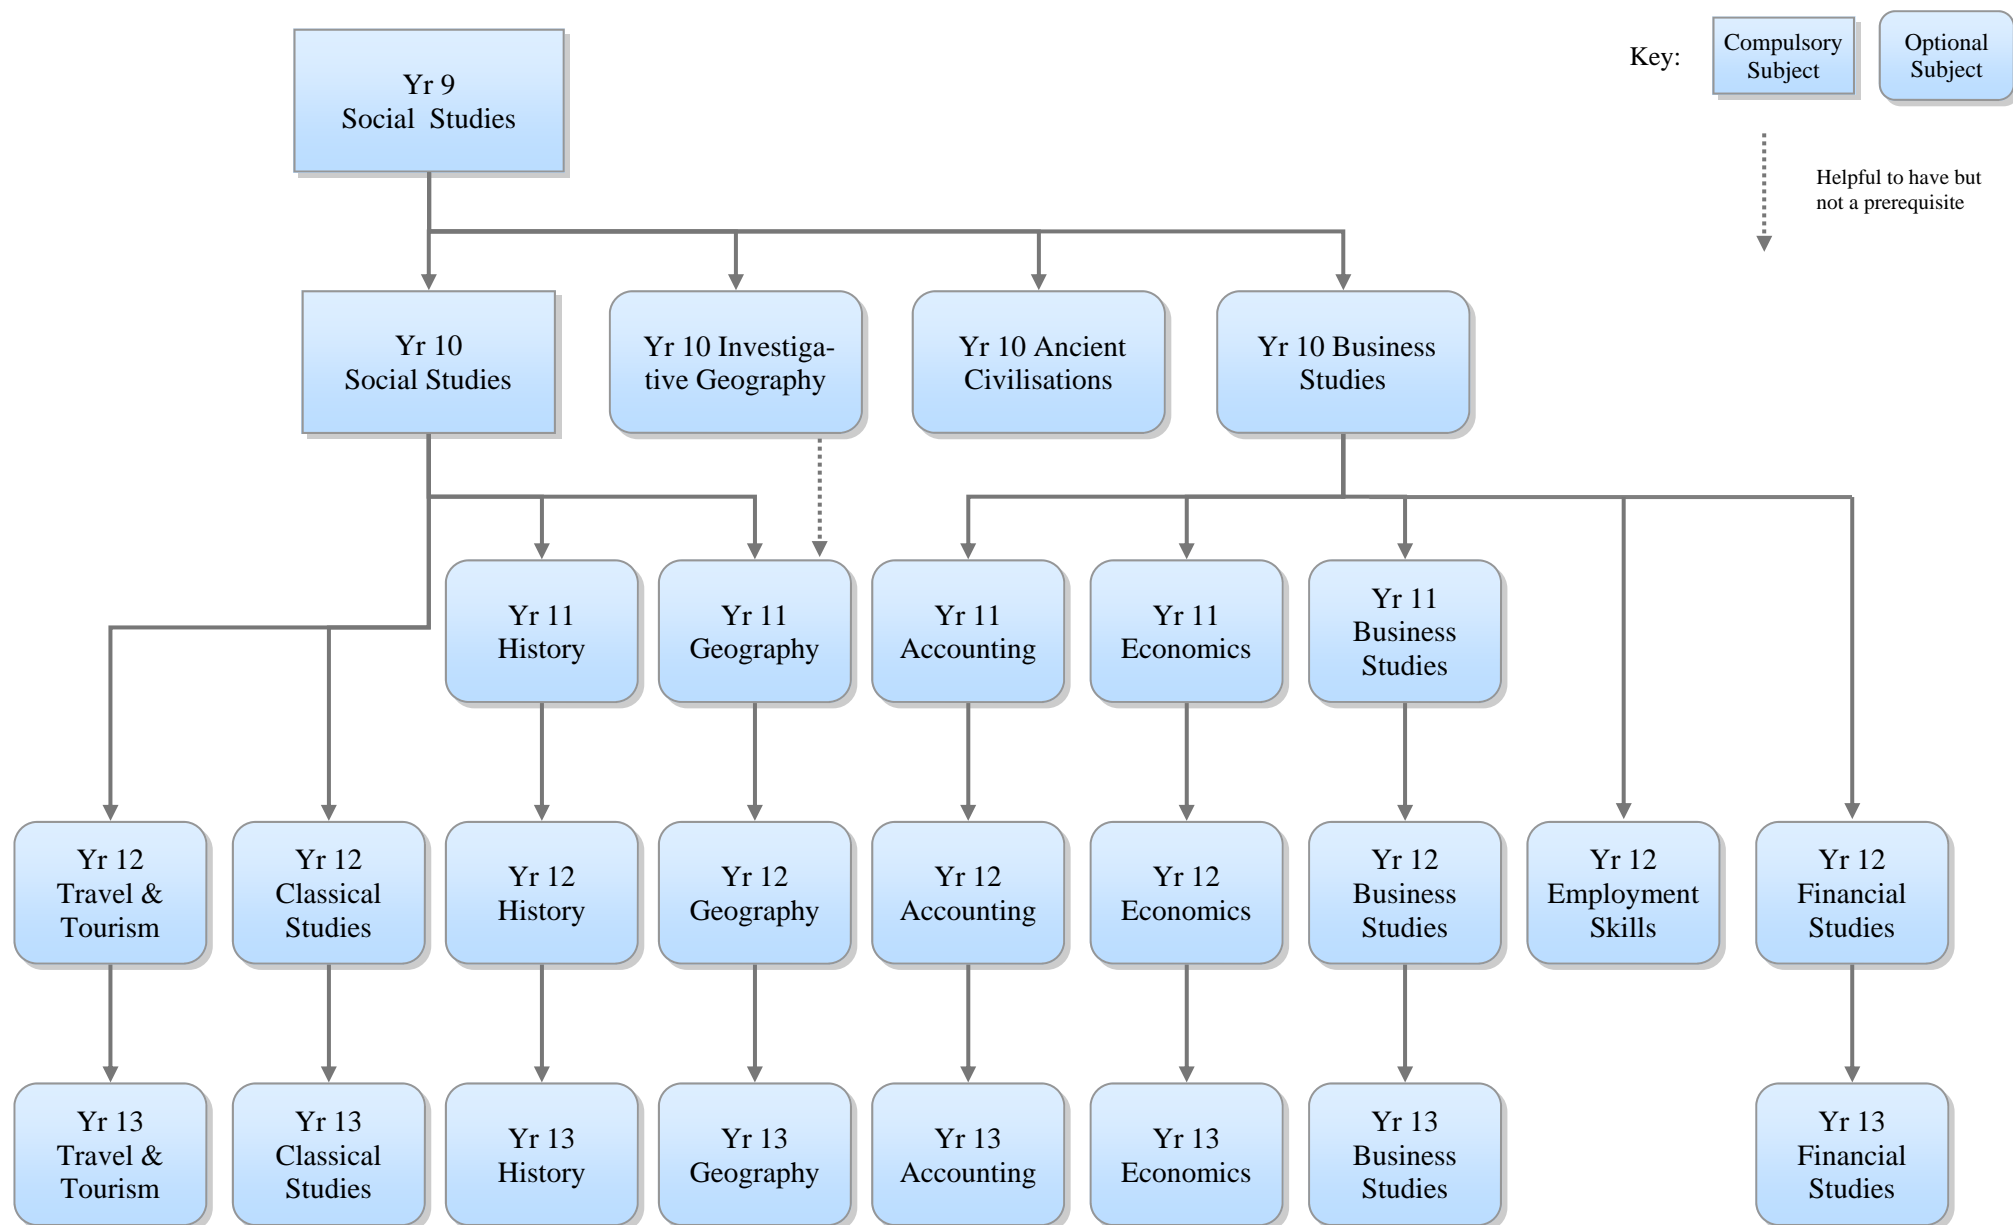 Key:
Compulsory
Subject
Optional
Subject
Helpful to have but
not a prerequisite
Yr 9
Social  Studies
Yr 10
Social Studies
Yr 10 Investiga-
tive Geography
Yr 10 Ancient
Civilisations
Yr 10 Business
Studies
Yr 11
History
Yr 11
Geography
Yr 11
Accounting
Yr 11
Economics
Yr 11
Business
Studies
Yr 12
Travel &
Tourism
Yr 12
Classical
Studies
Yr 12
History
Yr 12
Geography
Yr 12
Accounting
Yr 12
Economics
Yr 12
Business
Studies
Yr 12
Employment
Skills
Yr 12
Financial
Studies
Yr 13
Travel &
Tourism
Yr 13
Classical
Studies
Yr 13
History
Yr 13
Geography
Yr 13
Accounting
Yr 13
Economics
Yr 13
Business
Studies
Yr 13
Financial
Studies